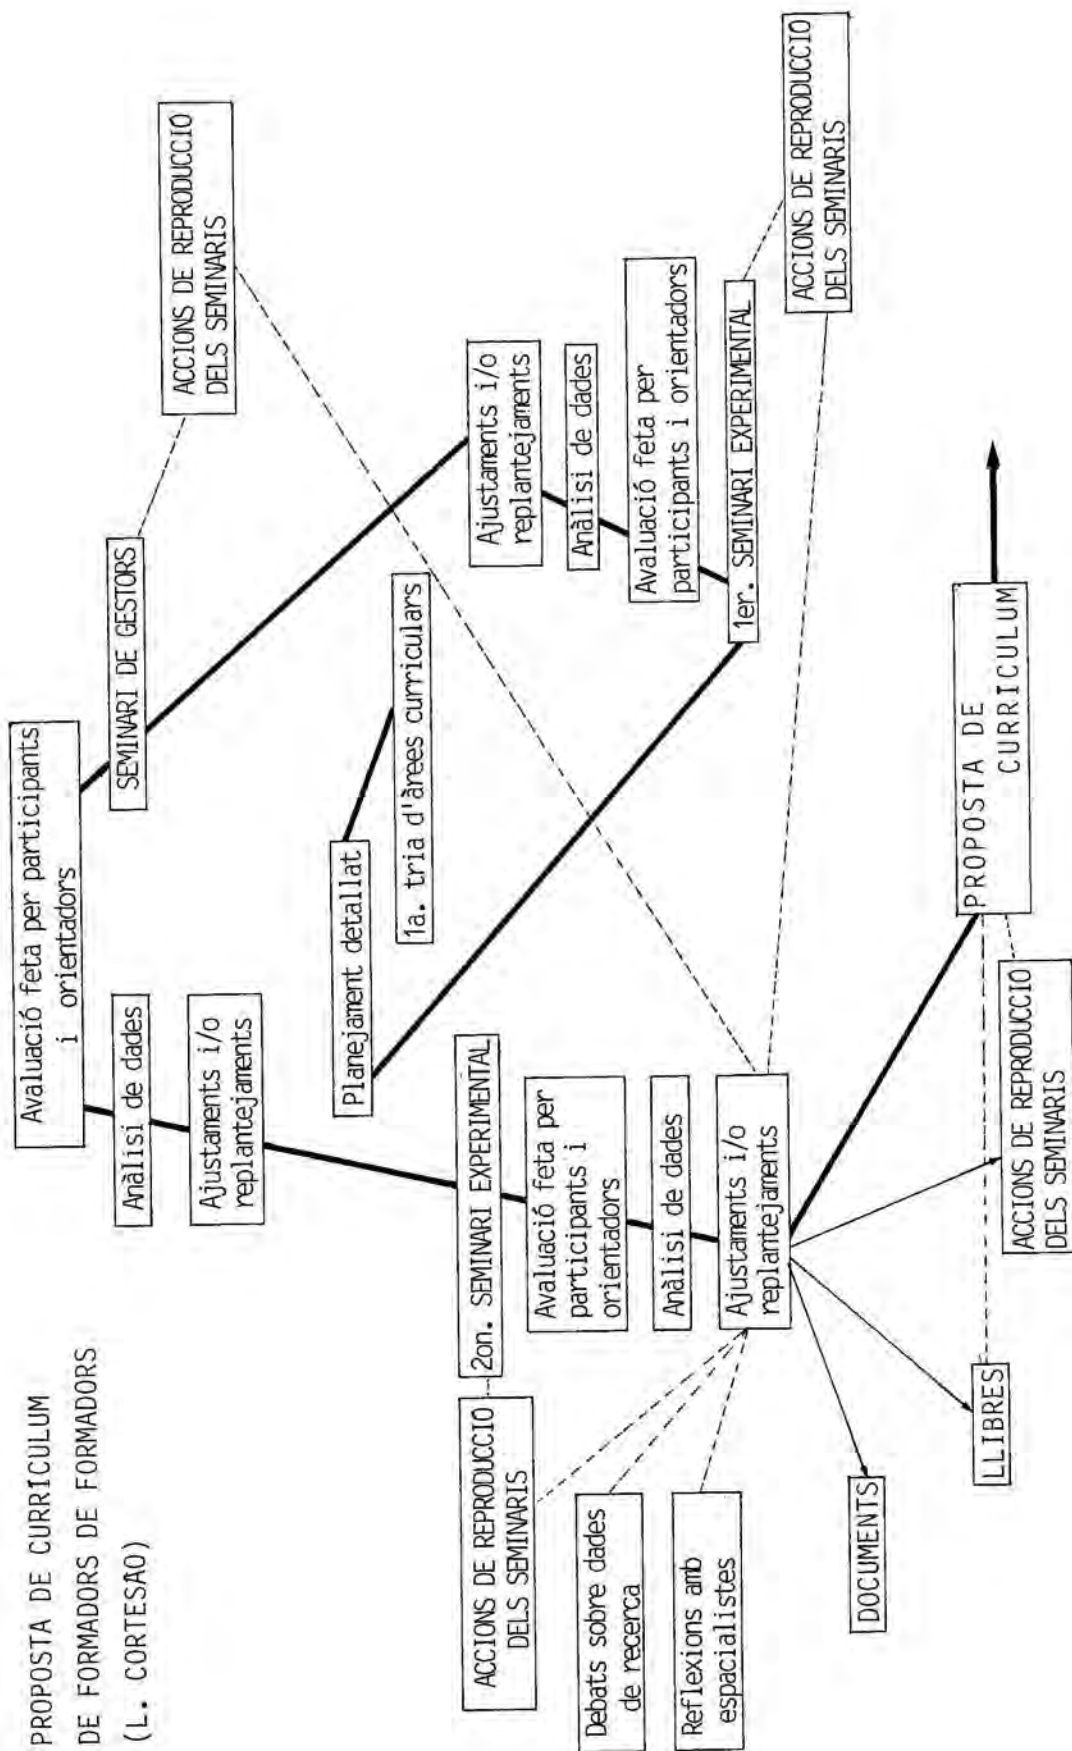 PROPOSTA DE CURRICULUM
DE FORMADORS DE FORMADORS
(L. CORTESAO)
Avaluació feta per participants
i orientadors
Anàlisi de dades
Ajustaments i/o
replantejaments
SEMINARI DE GESTORS
ACCIONS DE REPRODUCCIO
DELS SEMINARIS
Planejament detallat
1a. tria d'àrees curriculars
Ajustaments i/o
replantejaments
Anàlisi de dades
Avaluació feta per
participants i orientadors
1er. SEMINARI EXPERIMENTAL
ACCIONS DE REPRODUCCIO
DELS SEMINARIS
2on. SEMINARI EXPERIMENTAL
ACCIONS DE REPRODUCCIO
DELS SEMINARIS
Avaluació feta per
participants i
orientadors
Anàlisi de dades
Ajustaments i/o
replantejaments
Debats sobre dades
de recerca
Reflexions amb
espacialistes
DOCUMENTS
LLIBRES
ACCIONS DE REPRODUCCIO
DELS SEMINARIS
PROPOSTA DE
CURRICULUM